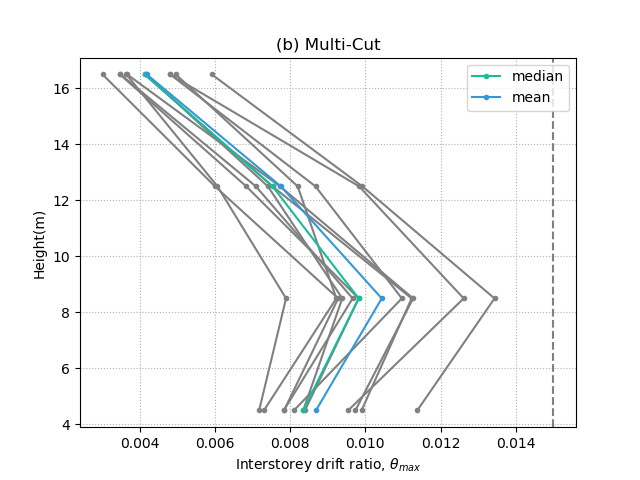 (b) Multi-Cut
median
mean
Height(m)
16
14
12
10
8
6
4
0.004 0.006 0.008 0.010 0.012 0.014
Interstorey drift ratio, θmax